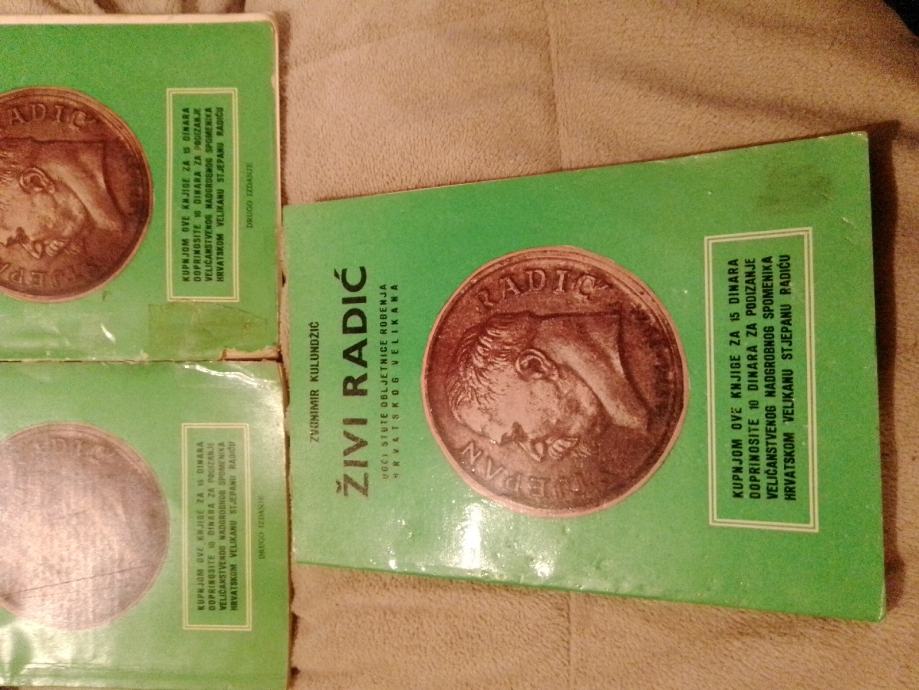 ZVONIMIR KULUNDŽIĆ
ŽIVI RADIĆ
UOČI STOTE OBLJETNICE ROĐENJA
HRVATSKOG VELIKANA
STJEPAN RADIĆ
KUPNJOM OVE KNJIGE ZA 15 DINARA
DOPRINOSITE 10 DINARA ZA PODIZANJE
VELIČANSTVENOG NADGROBNOG SPOMENIKA
HRVATSKOM VELIKANU STJEPANU RADIĆU
STJEPAN RADIĆ
KUPNJOM OVE KNJIGE ZA 15 DINARA
DOPRINOSITE 10 DINARA ZA PODIZANJE
VELIČANSTVENOG NADGROBNOG SPOMENIKA
HRVATSKOM VELIKANU STJEPANU RADIĆU
DRUGO IZDANJE
KUPNJOM OVE KNJIGE ZA 15 DINARA
DOPRINOSITE 10 DINARA ZA PODIZANJE
VELIČANSTVENOG NADGROBNOG SPOMENIKA
HRVATSKOM VELIKANU STJEPANU RADIĆU
DRUGO IZDANJE